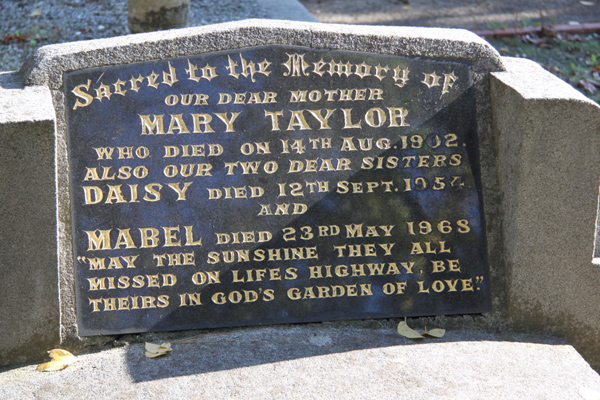 Sacred to the Memory of
OUR DEAR MOTHER
MARY TAYLOR
WHO DIED ON 14TH AUG. 1902.
ALSO OUR TWO DEAR SISTERS
DAISY DIED 12TH SEPT. 1954
AND
MABEL DIED 23RD MAY 1968
"MAY THE SUNSHINE THEY ALL
MISSED ON LIFES HIGHWAY, BE
THEIRS IN GOD'S GARDEN OF LOVE."